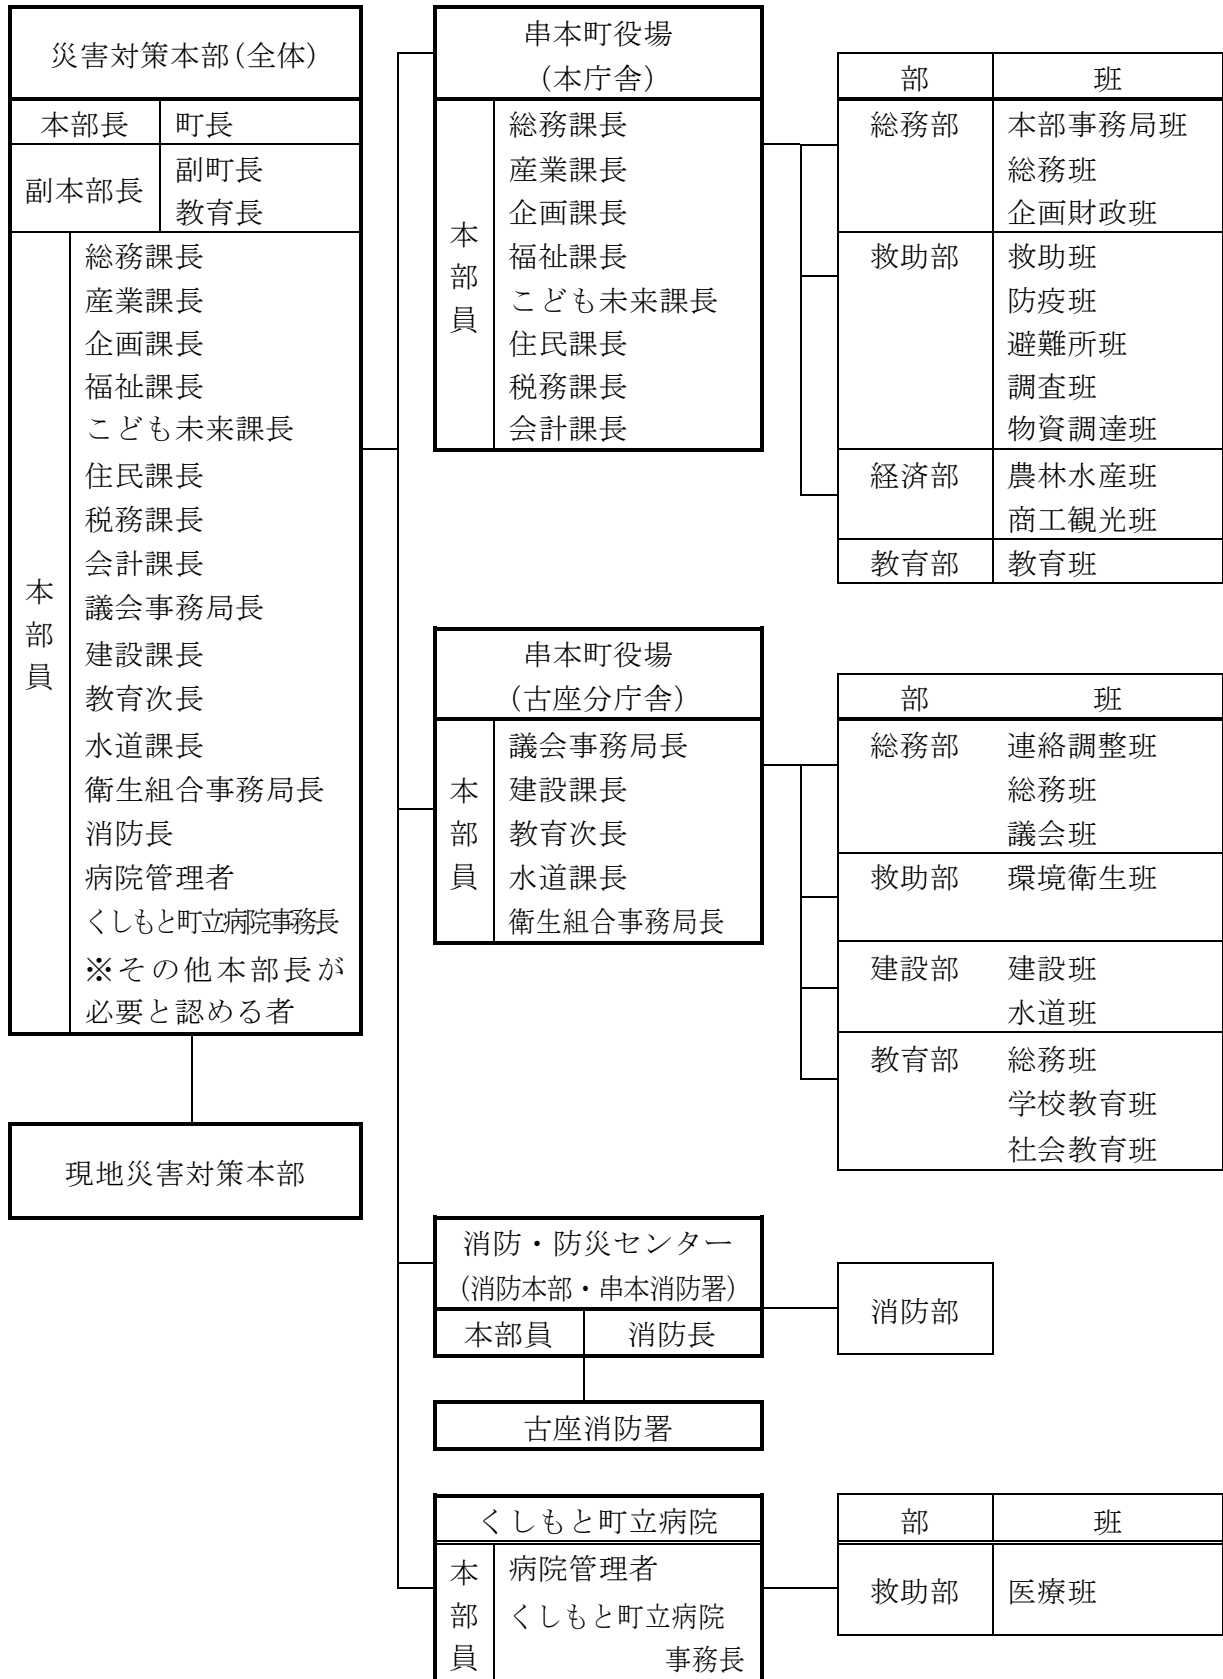 災害対策本部(全体)
本部長 町長
副本部長 副町長
教育長
本部員
総務課長
産業課長
企画課長
福祉課長
こども未来課長
住民課長
税務課長
会計課長
議会事務局長
建設課長
教育次長
水道課長
衛生組合事務局長
消防長
病院管理者
くしもと町立病院事務長
※その他本部長が
必要と認める者
現地災害対策本部
串本町役場
(本庁舎)
本部員
総務課長
産業課長
企画課長
福祉課長
こども未来課長
住民課長
税務課長
会計課長
部 班
総務部 本部事務局班
総務班
企画財政班
救助部 救助班
防疫班
避難所班
調査班
物資調達班
経済部 農林水産班
商工観光班
教育部 教育班
串本町役場
(古座分庁舎)
本部員
議会事務局長
建設課長
教育次長
水道課長
衛生組合事務局長
部 班
総務部 連絡調整班
総務班
議会班
救助部 環境衛生班
建設部 建設班
水道班
教育部 総務班
学校教育班
社会教育班
消防・防災センター
(消防本部・串本消防署)
本部員 消防長
消防部
古座消防署
くしもと町立病院
本部員
病院管理者
くしもと町立病院
事務長
部 班
救助部 医療班